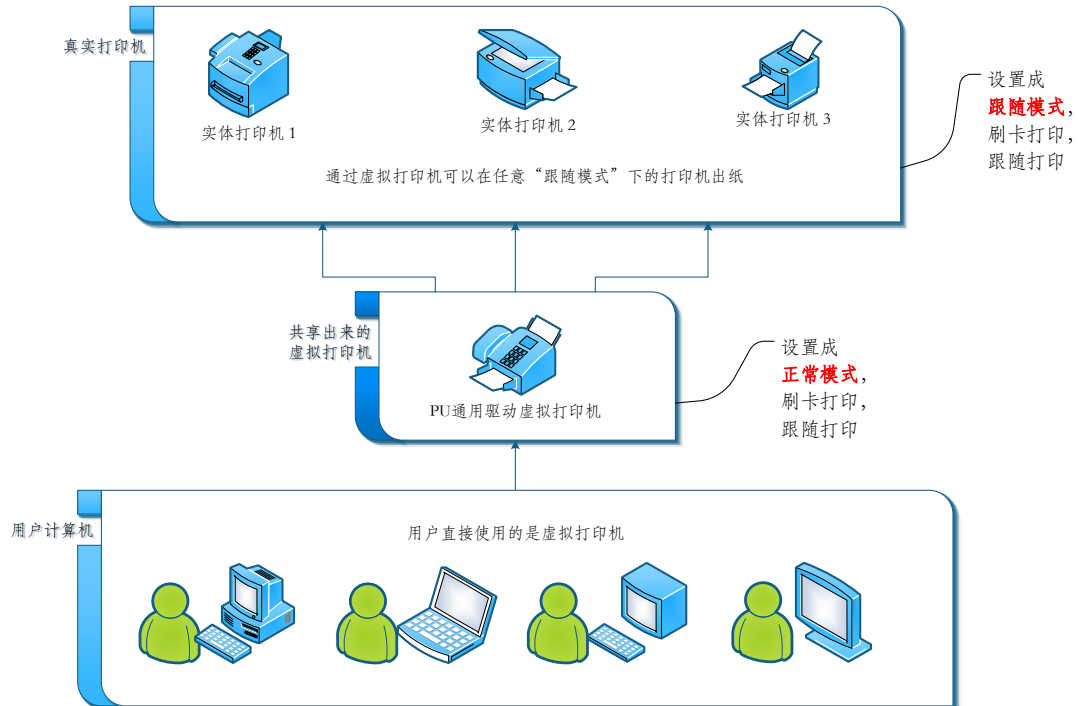 真实打印机
实体打印机 1
实体打印机 2
实体打印机 3
通过虚拟打印机可以在任意“跟随模式”下的打印机出纸
设置成
跟随模式，
刷卡打印，
跟随打印
共享出来的
虚拟打印机
PU通用驱动虚拟打印机
设置成
正常模式，
刷卡打印，
跟随打印
用户计算机
用户直接使用的是虚拟打印机